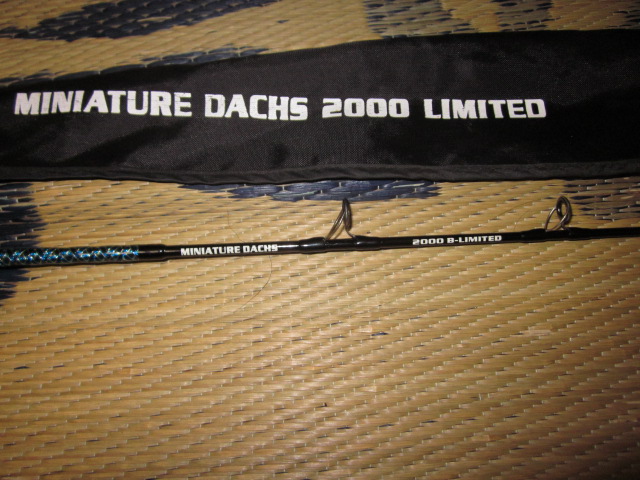 MINIATURE DACHS 2000 LIMITED
MINIATURE DACHS 2000 B-LIMITED